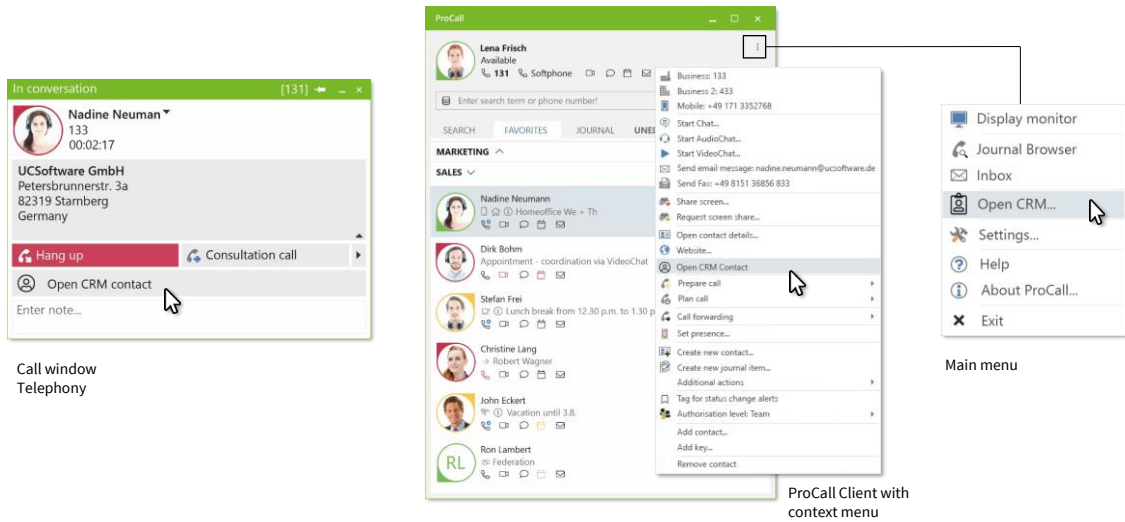 In conversation [131]
Nadine Neuman
133
00:02:17
UCSoftware GmbH
Petersbrunnerstr. 3a
82319 Starnberg
Germany
Hang up
Consultation call
Open CRM contact
Enter note...
Call window
Telephony
ProCall
Lena Frisch
Available
131 Softphone
Enter search term or phone number!
SEARCH FAVORITES JOURNAL
MARKETING
SALES
Nadine Neumann
Homeoffice We + Th
Dirk Bohm
Appointment - coordination via VideoChat
Stefan Frei
Lunch break from 12.30 p.m. to 1.30 p
Christine Lang
→ Robert Wagner
John Eckert
Vacation until 3.8.
RL
Ron Lambert
Federation
Business: 133
Business 2: 433
Mobile: +49 171 3352768
Start Chat...
Start AudioChat...
Start VideoChat...
Send email message: nadine.neumann@ucsoftware.de
Send Fax: +49 8151 36856 833
Share screen...
Request screen share...
Open contact details...
Website...
Open CRM Contact
Prepare call
Plan call
Call forwarding
Set presence...
Create new contact...
Create new journal item...
Additional actions
Tag for status change alerts
Authorisation level: Team
Add contact...
Add key...
Remove contact
ProCall Client with
context menu
Display monitor
Journal Browser
Inbox
Open CRM...
Settings...
Help
About ProCall...
Exit
Main menu